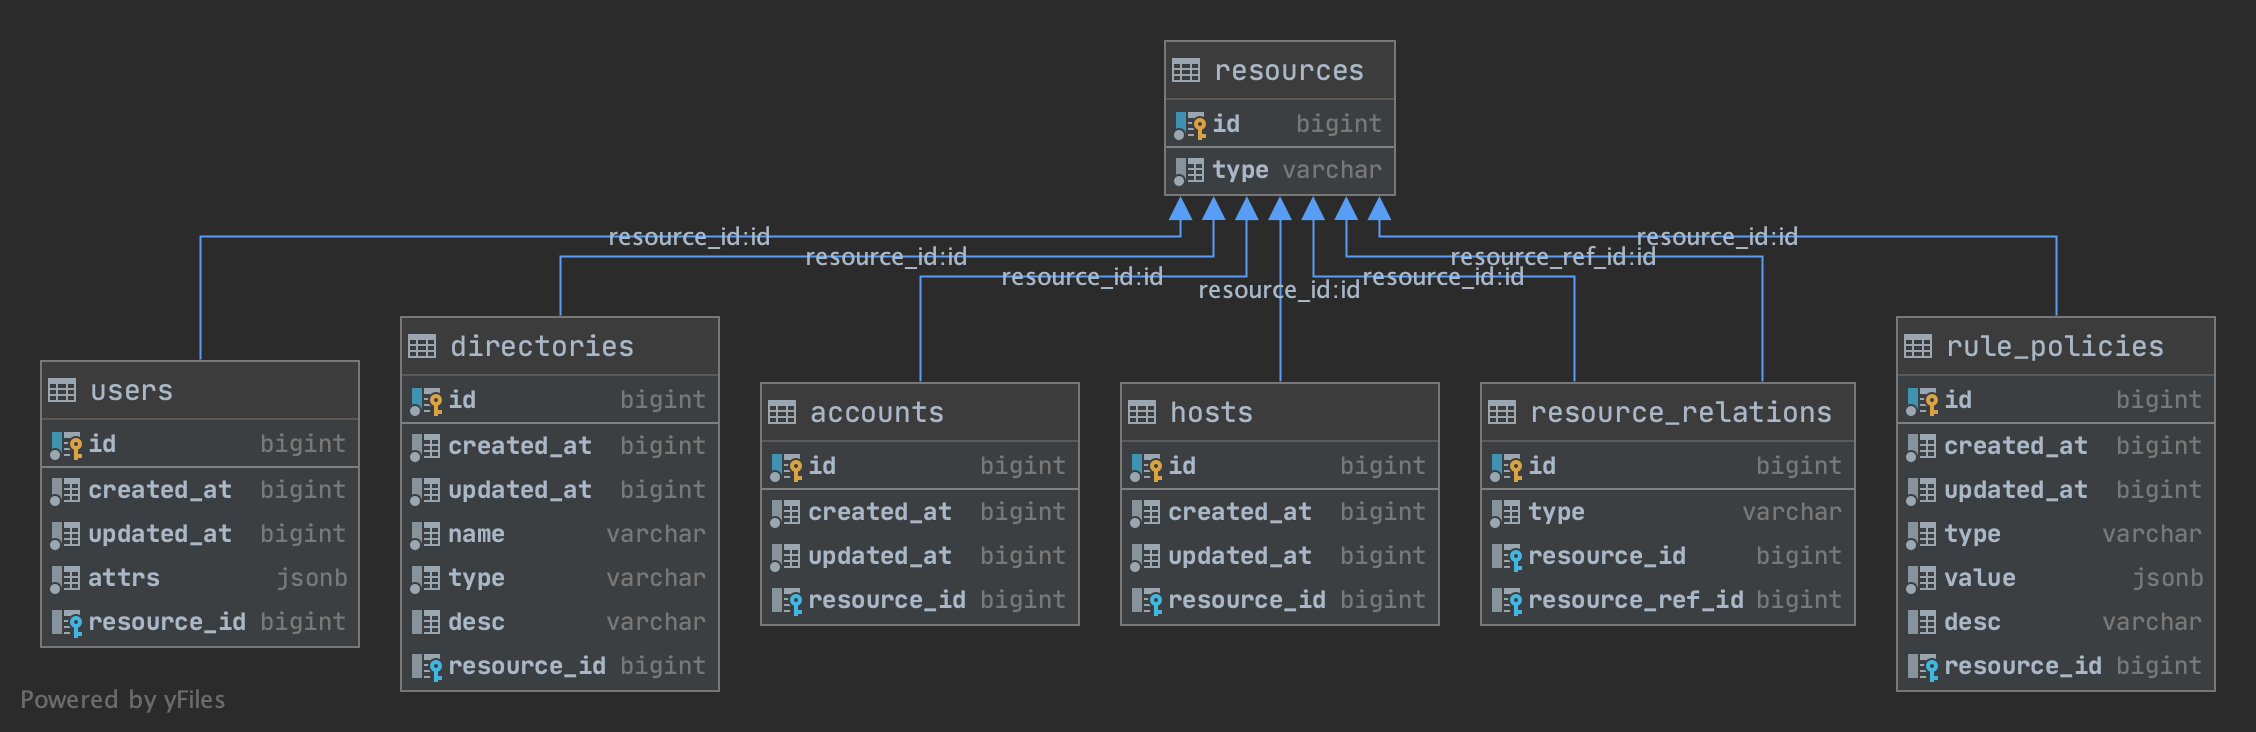 resources
id bigint
type varchar
resource_id:id
resource_id:id
resource_id:id
resource_id:id
resource_id:id
resource_ref_id:id
resource_id:id
users
id bigint
created_at bigint
updated_at bigint
attrs jsonb
resource_id bigint
directories
id bigint
created_at bigint
updated_at bigint
name varchar
type varchar
desc varchar
resource_id bigint
accounts
id bigint
created_at bigint
updated_at bigint
resource_id bigint
hosts
id bigint
created_at bigint
updated_at bigint
resource_id bigint
resource_relations
id bigint
type varchar
resource_id bigint
resource_ref_id bigint
rule_policies
id bigint
created_at bigint
updated_at bigint
type varchar
value jsonb
desc varchar
resource_id bigint
Powered by yFiles